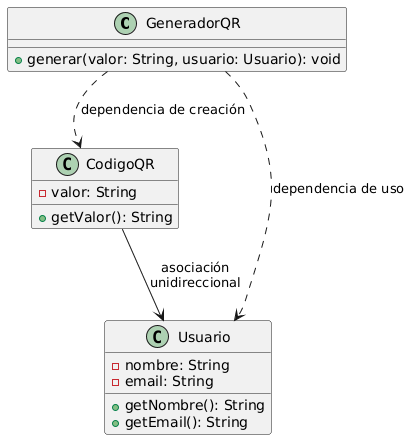 C GeneradorQR
generar(valor: String, usuario: Usuario): void
dependencia de creación
C CodigoQR
valor: String
getValor(): String
dependencia de uso
asociación
unidireccional
C Usuario
nombre: String
email: String
getNombre(): String
getEmail(): String